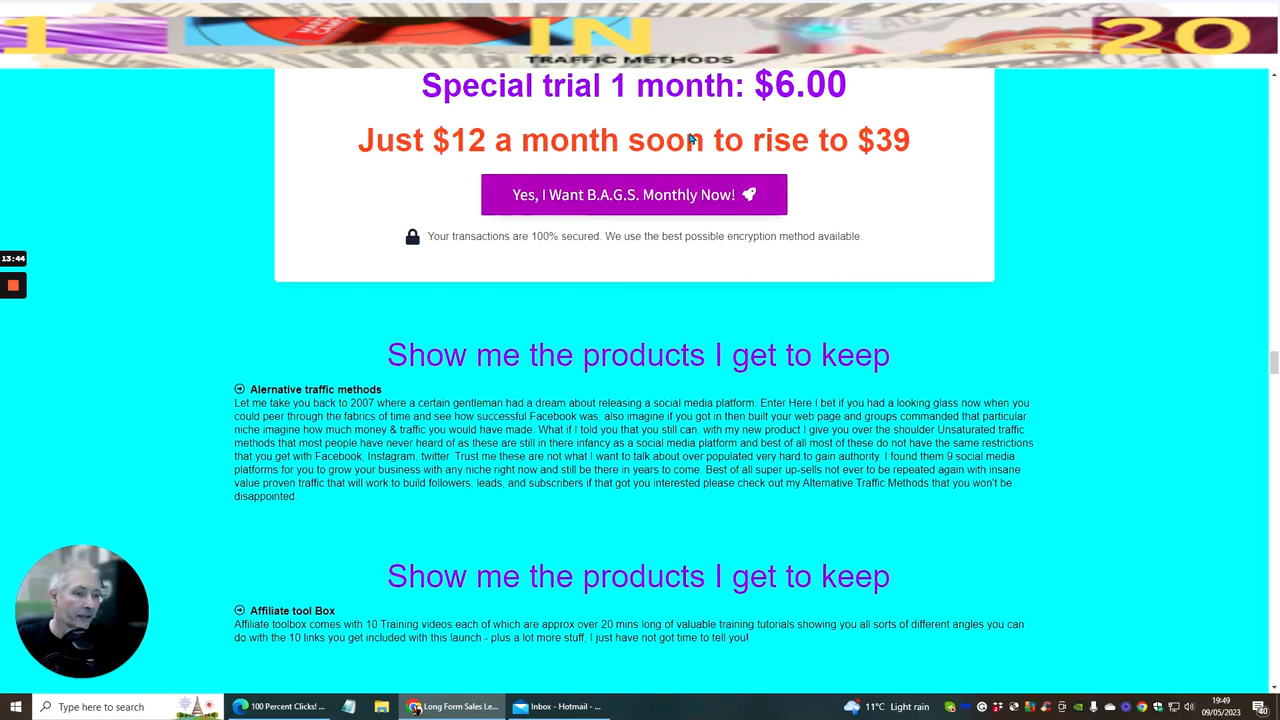 1 IN 20
TRAFFIC METHODS
Special trial 1 month: $6.00
Just $12 a month soon to rise to $39
Yes, I Want B.A.G.S. Monthly Now!
Your transactions are 100% secured. We use the best possible encryption method available.
13:44
Show me the products I get to keep
Alernative traffic methods
Let me take you back to 2007 where a certain gentleman had a dream about releasing a social media platform. Enter Here I bet if you had a looking glass now when you
could peer through the fabrics of time and see how successful Facebook was, also imagine if you got in then built your web page and groups commanded that particular
niche imagine how much money & traffic you would have made. What if I told you that you still can, with my new product I give you over the shoulder Unsaturated traffic
methods that most people have never heard of as these are still in there infancy as a social media platform and best of all most of these do not have the same restrictions
that you get with Facebook, Instagram, twitter. Trust me these are not what I want to talk about over populated very hard to gain authority. I found them 9 social media
platforms for you to grow your business with any niche right now and still be there in years to come. Best of all super up-sells not ever to be repeated again with insane
value proven traffic that will work to build followers, leads, and subscribers if that got you interested please check out my Alternative Traffic Methods that you won't be
disappointed.
Show me the products I get to keep
Affiliate tool Box
Affiliate toolbox comes with 10 Training videos each of which are approx over 20 mins long of valuable training tutorials showing you all sorts of different angles you can
do with the 10 links you get included with this launch - plus a lot more stuff, I just have not got time to tell you!
Type here to search
100 Percent Clicks! ...
Long Form Sales Le...
Inbox - Hotmail - ...
11°C Light rain
19:49
09/05/2023
40